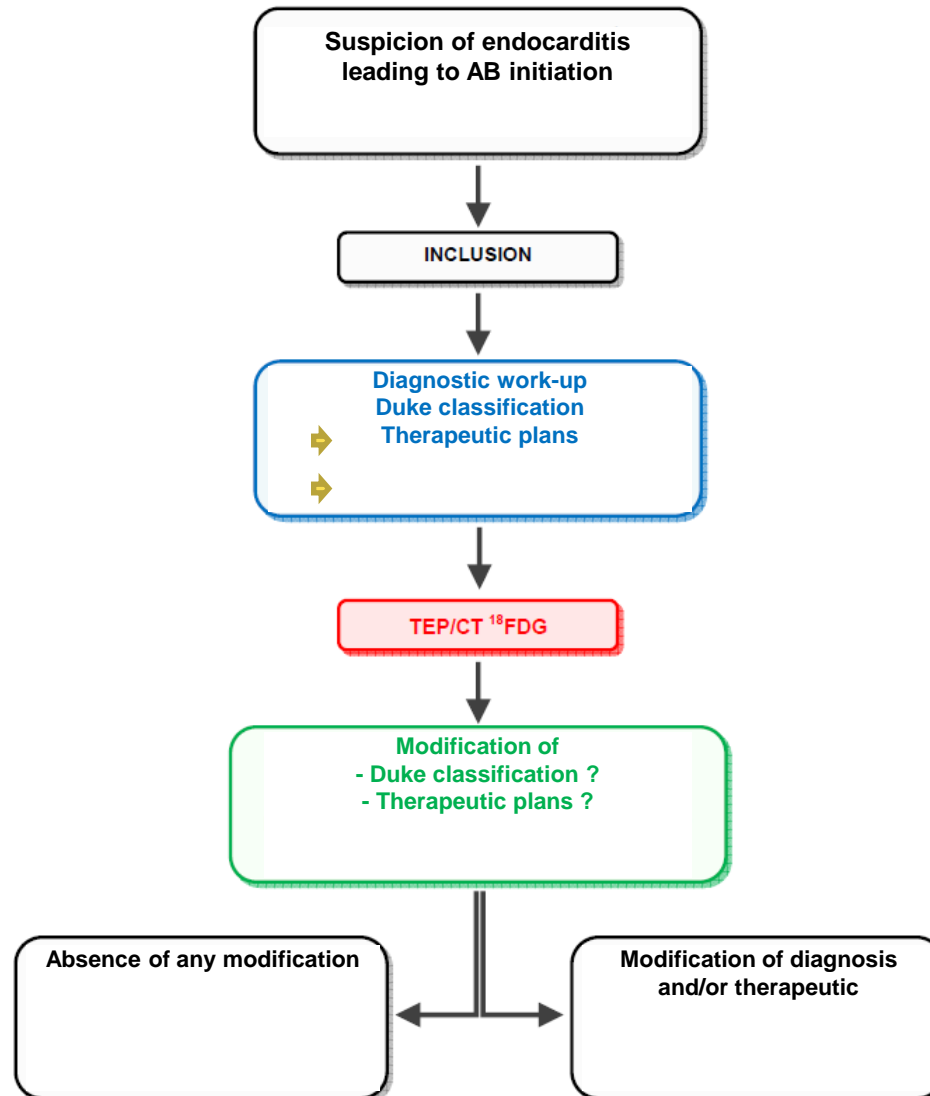 Suspicion of endocarditis
leading to AB initiation
INCLUSION
Diagnostic work-up
Duke classification
Therapeutic plans
TEP/CT ¹⁸FDG
Modification of
- Duke classification ?
- Therapeutic plans ?
Absence of any modification
Modification of diagnosis
and/or therapeutic